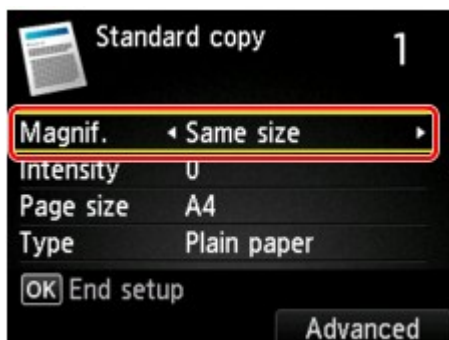 Standard copy 1
Magnif. Same size
Intensity 0
Page size A4
Type Plain paper
OK End setup
Advanced